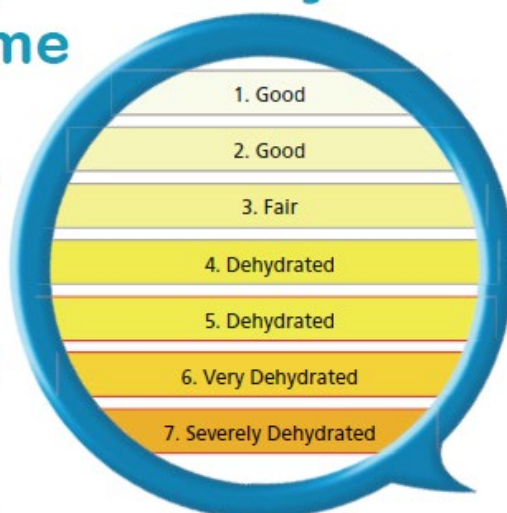 me
1. Good
2. Good
3. Fair
4. Dehydrated
5. Dehydrated
6. Very Dehydrated
7. Severely Dehydrated